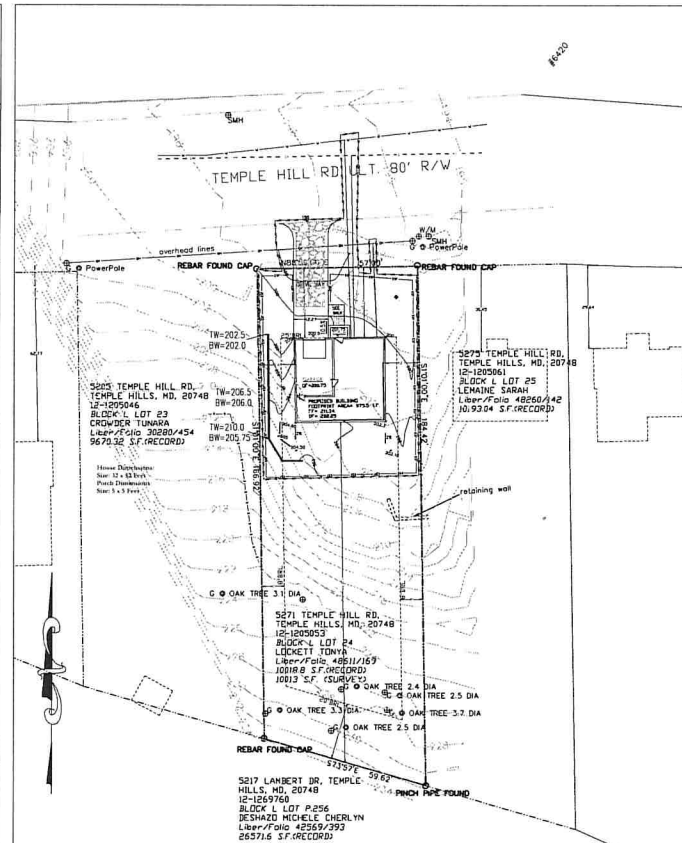 #6420
SMH
TEMPLE HILL RD ULT. 80' R/W
overhead lines
W/M
SMH
G PowerPole
G PowerPole
REBAR FOUND CAP
REBAR FOUND CAP
TW=202.5
BW=202.0
TW=206.5
BW=206.0
TW=210.0
BW=205.75
5205 TEMPLE HILL RD,
TEMPLE HILLS, MD, 20748
12-1205046
BLOCK L LOT 23
CROWDER TUNARA
Liber/Folio 30280/454
9670.32 S.F.(RECORD)
House Dimensions:
Size: 32 x 42 Feet
Porch Dimensions
Size: 5 x 5 Feet
PROPOSED BUILDING
5275 TEMPLE HILL RD,
TEMPLE HILLS, MD, 20748
12-1205061
BLOCK L LOT 25
LEMAINE SARAH
Liber/Folio 48260/142
10,193.04 S.F.(RECORD)
retaining wall
G OAK TREE 3.1 DIA
5271 TEMPLE HILL RD,
TEMPLE HILLS, MD, 20748
12-1205053
BLOCK L LOT 24
LOCKETT TONYA
Liber/Folio 48611/169
10018.8 S.F.(RECORD)
10013 S.F. (SURVEY)
G OAK TREE 2.4 DIA
G OAK TREE 2.5 DIA
G OAK TREE 3.3 DIA
G OAK TREE 3.7 DIA
G OAK TREE 2.5 DIA
REBAR FOUND CAP
S73°57'E 59.62
PINCH PIPE FOUND
5217 LAMBERT DR, TEMPLE
HILLS, MD, 20748
12-1269760
BLOCK L LOT P.256
DESHAZO MICHELE CHERLYN
Liber/Folio 42569/393
26571.6 S.F.(RECORD)